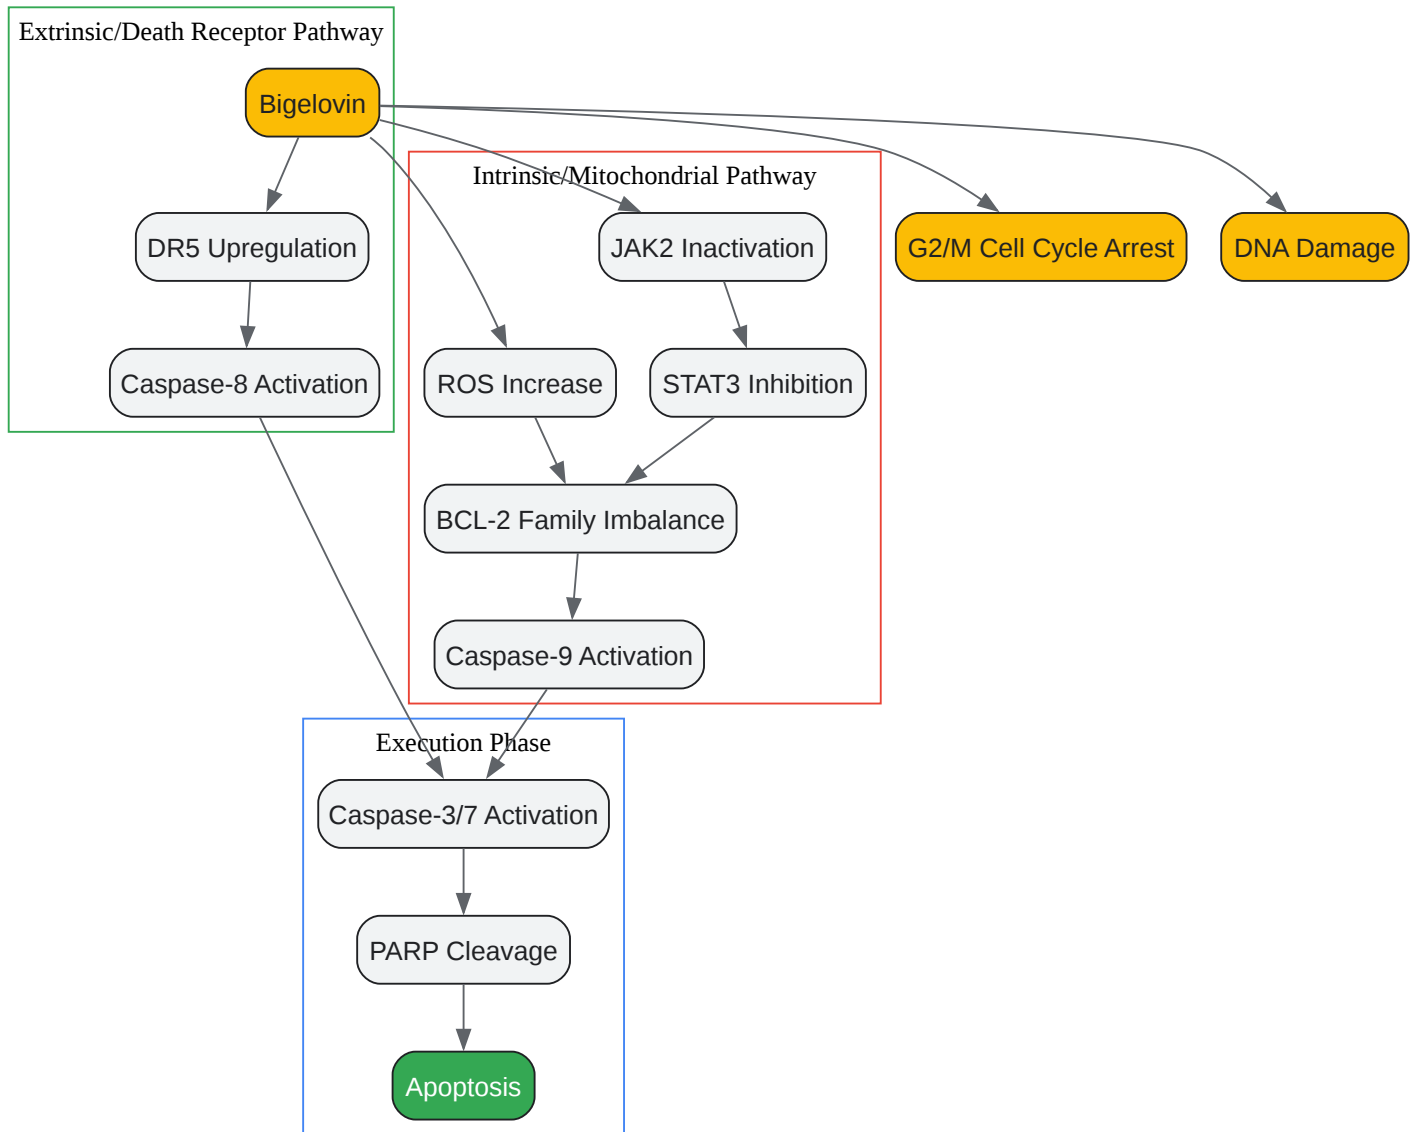 Extrinsic/Death Receptor Pathway
Bigelovin
Intrinsic/Mitochondrial Pathway
DR5 Upregulation
JAK2 Inactivation
G2/M Cell Cycle Arrest
DNA Damage
Caspase-8 Activation
ROS Increase
STAT3 Inhibition
BCL-2 Family Imbalance
Caspase-9 Activation
Execution Phase
Caspase-3/7 Activation
PARP Cleavage
Apoptosis